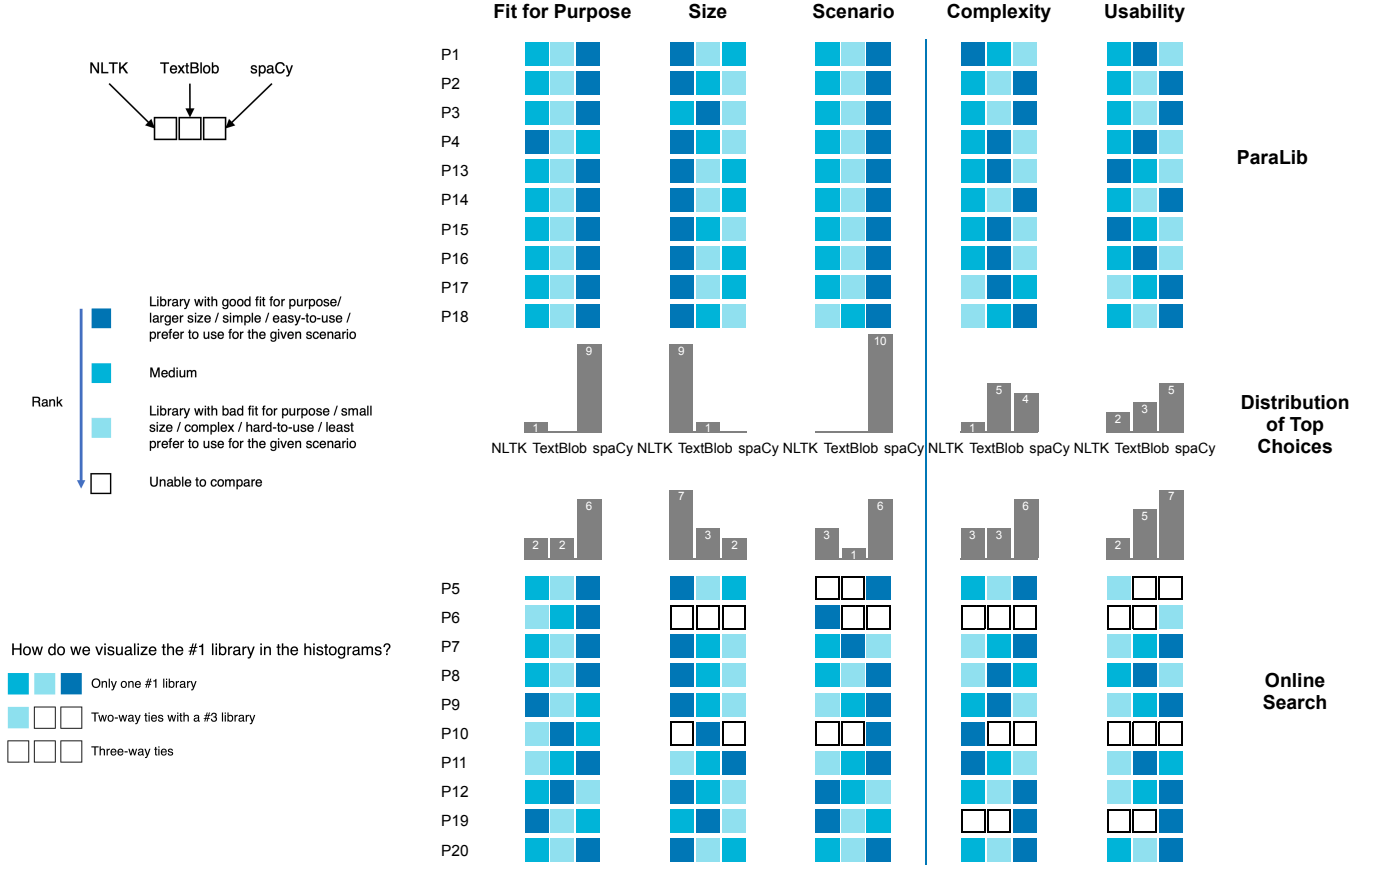 Fit for Purpose Size Scenario Complexity Usability
NLTK TextBlob spaCy
P1
P2
P3
P4
P13
P14
P15
P16
P17
P18
ParaLib
Library with good fit for purpose/
larger size / simple / easy-to-use /
prefer to use for the given scenario
Medium
Rank
Library with bad fit for purpose / small
size / complex / hard-to-use / least
prefer to use for the given scenario
Unable to compare
1 9 9 1 10 1 5 4 2 3 5
NLTK TextBlob spaCy NLTK TextBlob spaCy NLTK TextBlob spaCy NLTK TextBlob spaCy NLTK TextBlob spaCy
Distribution
of Top
Choices
2 2 6 7 3 2 3 1 6 3 3 6 2 5 7
P5
P6
P7
P8
P9
P10
P11
P12
P19
P20
Online
Search
How do we visualize the #1 library in the histograms?
Only one #1 library
Two-way ties with a #3 library
Three-way ties